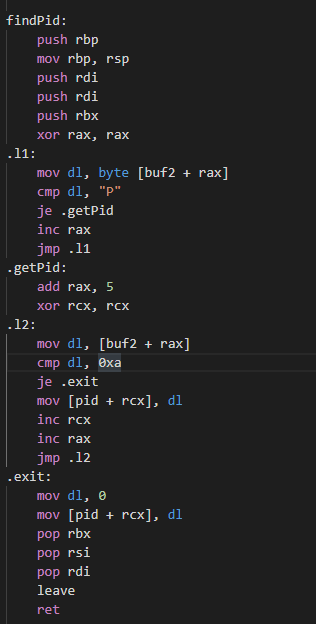 findPid:
push rbp
mov rbp, rsp
push rdi
push rdi
push rbx
xor rax, rax
.l1:
mov dl, byte [buf2 + rax]
cmp dl, "P"
je .getPid
inc rax
jmp .l1
.getPid:
add rax, 5
xor rcx, rcx
.l2:
mov dl, [buf2 + rax]
cmp dl, 0xa
je .exit
mov [pid + rcx], dl
inc rcx
inc rax
jmp .l2
.exit:
mov dl, 0
mov [pid + rcx], dl
pop rbx
pop rsi
pop rdi
leave
ret